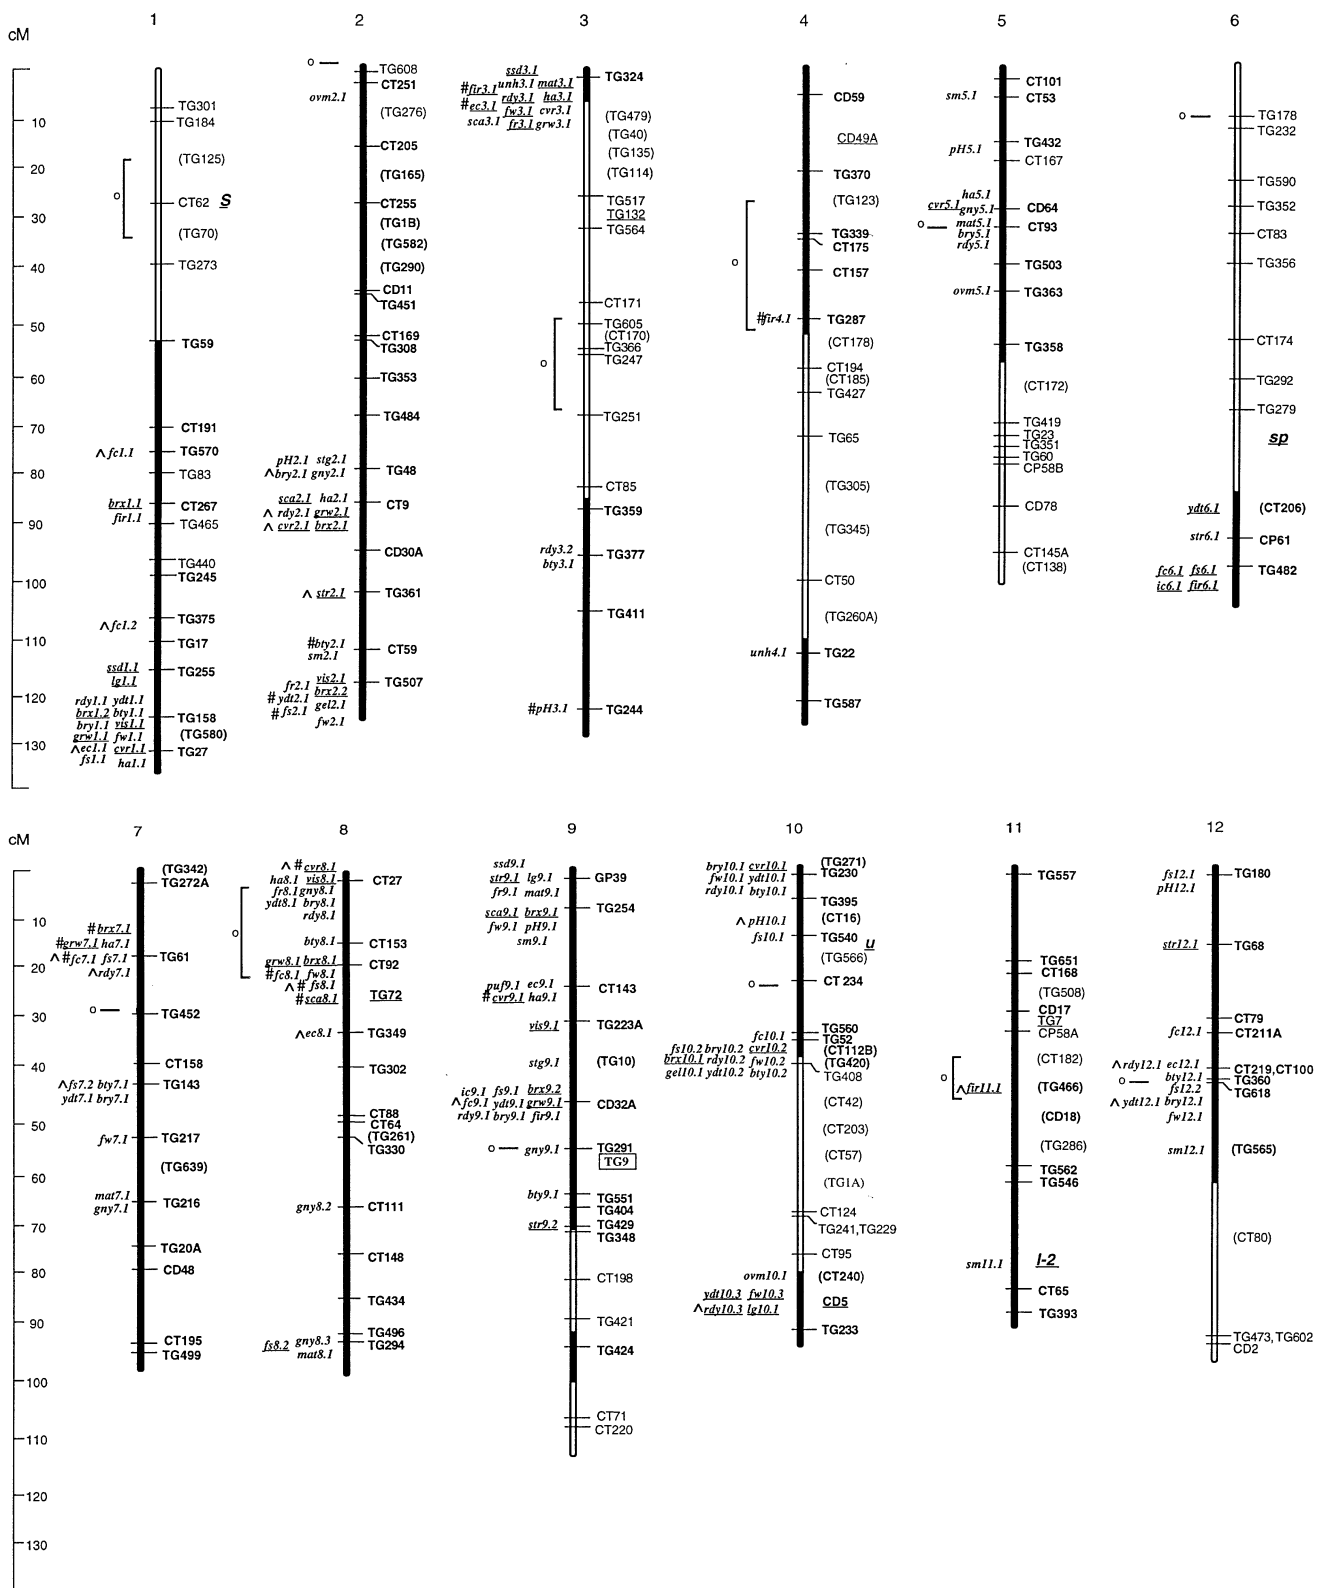 cM
1
2
3
4
5
6
10
20
30
40
50
60
70
80
90
100
110
120
130
TG301
TG184
(TG125)
o
CT62 S
(TG70)
TG273
TG59
CT191
^ fc1.1 TG570
TG83
brx1.1 CT267
fir1.1 TG465
TG440
TG245
^ fc1.2 TG375
TG17
ssd1.1 TG255
lg1.1
rdy1.1 ydt1.1
brx1.2 bty1.1 TG158
bry1.1 vis1.1
grw1.1 fw1.1 (TG580)
^ec1.1 cvr1.1 TG27
fs1.1 ha1.1
o TG608
CT251
ovm2.1
(TG276)
CT205
(TG165)
CT255
(TG1B)
(TG582)
(TG290)
CD11
TG451
CT169
TG308
TG353
TG484
pH2.1 stg2.1
^bry2.1 gny2.1 TG48
sca2.1 ha2.1 CT9
^ rdy2.1 grw2.1
^ cvr2.1 brx2.1
CD30A
^ str2.1 TG361
#bty2.1 CT59
sm2.1
vis2.1 TG507
fr2.1 brx2.2
# ydt2.1 gel2.1
# fs2.1
fw2.1
ssd3.1 TG324
#fir3.1 unh3.1 mat3.1
rdy3.1 ha3.1
#ec3.1 fw3.1 cvr3.1
sca3.1 fr3.1 grw3.1
(TG479)
(TG40)
(TG135)
(TG114)
TG517
TG132
TG564
CT171
TG605
(CT170)
TG366
o TG247
TG251
CT85
TG359
rdy3.2 TG377
bty3.1
TG411
#pH3.1 TG244
CD59
CD49A
TG370
(TG123)
TG339
CT175
o CT157
#fir4.1 TG287
(CT178)
CT194
(CT185)
TG427
TG65
(TG305)
(TG345)
CT50
(TG260A)
unh4.1 TG22
TG587
CT101
sm5.1 CT53
TG432
pH5.1
CT167
ha5.1
cvr5.1 gny5.1 CD64
o mat5.1 CT93
bry5.1
rdy5.1
TG503
ovm5.1 TG363
TG358
(CT172)
TG419
TG23
TG351
TG60
CP58B
CD78
CT145A
(CT138)
o TG178
TG232
TG590
TG352
CT83
TG356
CT174
TG292
TG279
sp
ydt6.1 (CT206)
str6.1 CP61
fc6.1 fs6.1 TG482
ic6.1 fir6.1
cM
7
8
9
10
11
12
10
20
30
40
50
60
70
80
90
100
110
120
130
(TG342)
TG272A
#brx7.1
#grw7.1 ha7.1
^ #fc7.1 fs7.1 TG61
^rdy7.1
o TG452
CT158
^fs7.2 bty7.1 TG143
ydt7.1 bry7.1
fw7.1 TG217
(TG639)
mat7.1 TG216
gny7.1
TG20A
CD48
CT195
TG499
^ # cvr8.1
ha8.1 vis8.1 CT27
fr8.1 gny8.1
ydt8.1 bry8.1
rdy8.1
o
bty8.1 CT153
grw8.1 brx8.1 CT92
#fc8.1 fw8.1
^ # fs8.1
#sca8.1 TG72
^ec8.1 TG349
TG302
CT88
CT64
(TG261)
TG330
gny8.2 CT111
CT148
TG434
TG496
fs8.2 gny8.3 TG294
mat8.1
ssd9.1
str9.1 lg9.1 GP39
fr9.1 mat9.1
sca9.1 brx9.1 TG254
fw9.1 pH9.1
sm9.1
puf9.1 ec9.1 CT143
#cvr9.1 ha9.1
vis9.1 TG223A
stg9.1 (TG10)
ic9.1 fs9.1 brx9.2
^ fc9.1 ydt9.1 grw9.1 CD32A
rdy9.1 bry9.1 fir9.1
o gny9.1 TG291
TG9
bty9.1 TG551
TG404
str9.2 TG429
TG348
CT198
TG421
TG424
CT71
CT220
bry10.1 cvr10.1 (TG271)
fw10.1 ydt10.1 TG230
rdy10.1 bty10.1
TG395
^ pH10.1 (CT16)
fs10.1 TG540 u
(TG566)
o CT234
TG560
fc10.1 TG52
fs10.2 bry10.2 cvr10.2 (CT112B)
brx10.1 rdy10.2 fw10.2 (TG420)
gel10.1 ydt10.2 bty10.2 TG408
(CT42)
(CT203)
(CT57)
(TG1A)
CT124
TG241,TG229
CT95
ovm10.1 (CT240)
ydt10.3 fw10.3 CD5
^rdy10.3 lg10.1
TG233
TG557
TG651
CT168
(TG508)
CD17
TG7
CP58A
(CT182)
o ^fir11.1 (TG466)
(CD18)
(TG286)
TG562
TG546
sm11.1 I-2
CT65
TG393
fs12.1 TG180
pH12.1
str12.1 TG68
CT79
fc12.1 CT211A
^rdy12.1 ec12.1 CT219,CT100
o bty12.1 TG360
fs12.2 TG618
^ ydt12.1 bry12.1
fw12.1
sm12.1 (TG565)
(CT80)
TG473, TG602
CD2